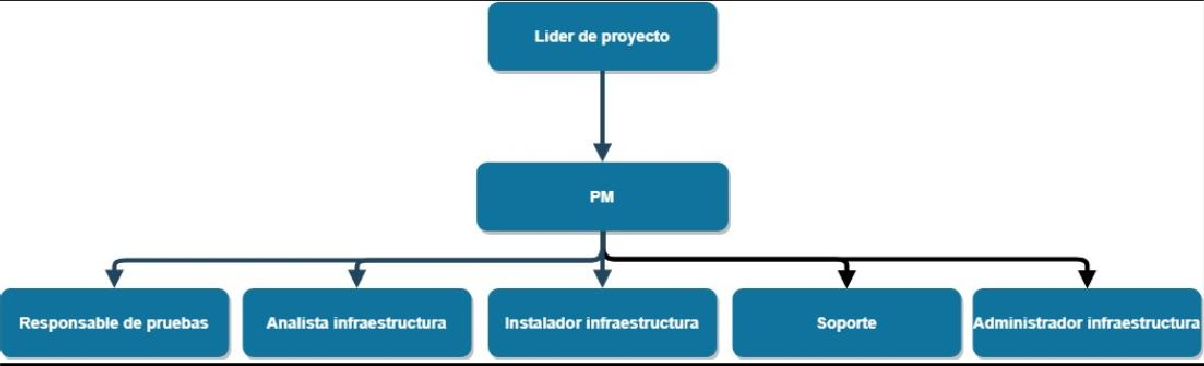 Lider de proyecto
PM
Responsable de pruebas
Analista infraestructura
Instalador infraestructura
Soporte
Administrador infraestructura